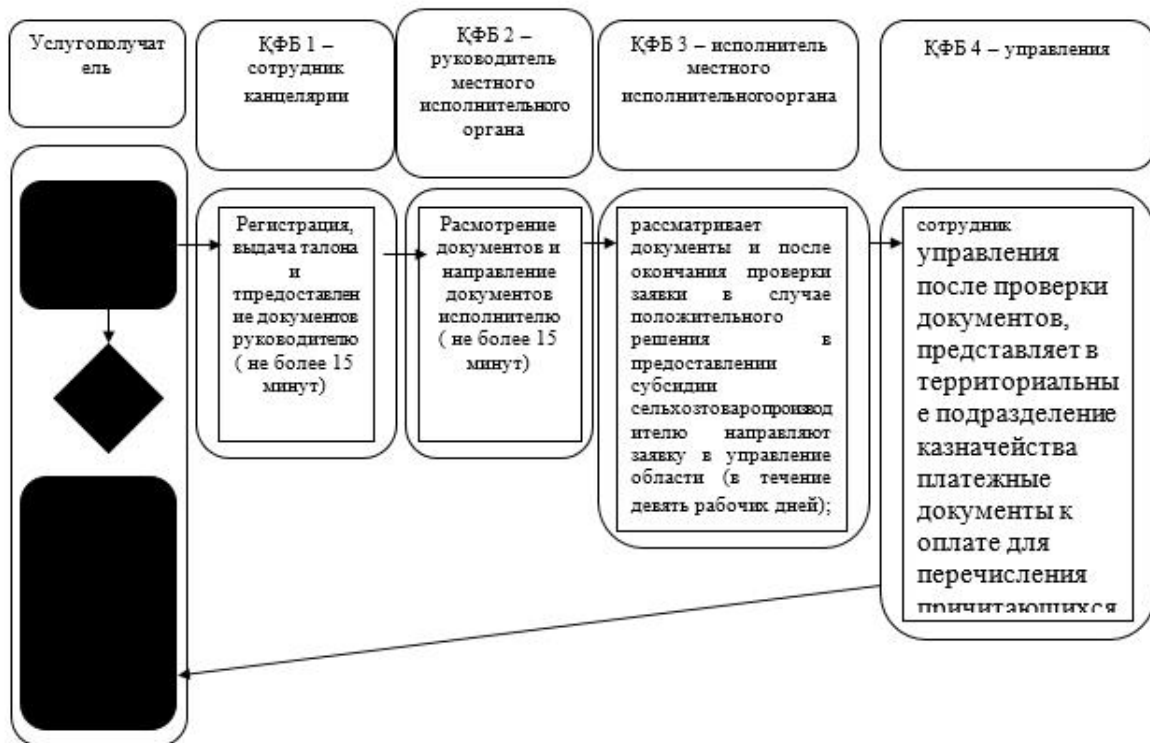 Услугополучат
ель
ҚФБ 1 –
сотрудник
канцелярии
ҚФБ 2 –
руководитель
местного
исполнительного
органа
ҚФБ 3 – исполнитель
местного
исполнительногооргана
ҚФБ 4 – управления
Регистрация,
выдача талона
и
тпредоставлен
ие документов
руководителю
( не более 15
минут)
Расмотрение
документов и
направление
документов
исполнителю
( не более 15
минут)
рассматривает
документы и после
окончания проверки
заявки в случае
положительного
решения в
предоставлении
субсидии
сельхозтоваропроизвод
ителю направляют
заявку в управление
области (в течение
девять рабочих дней);
сотрудник
управления
после проверки
документов,
представляет в
территориальны
е подразделение
казначейства
платежные
документы к
оплате для
перечисления
причитающихся